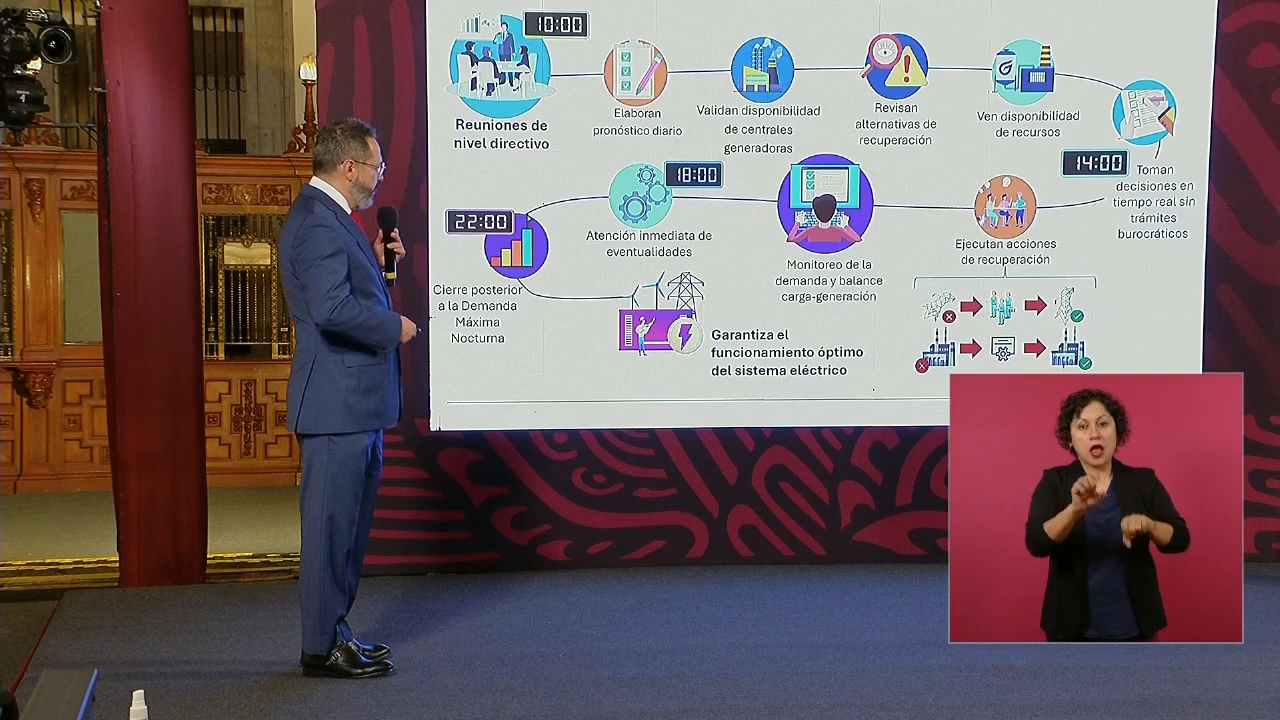 10:00
Reuniones de
nivel directivo
Elaboran
pronóstico diario
Validan disponibilidad
de centrales
generadoras
Revisan
alternativas de
recuperación
Ven disponibilidad
de recursos
14:00
Toman
decisiones en
tiempo real sin
trámites
burocráticos
Ejecutan acciones
de recuperación
Monitoreo de la
demanda y balance
carga-generación
18:00
Atención inmediata de
eventualidades
22:00
Cierre posterior
a la Demanda
Máxima
Nocturna
Garantiza el
funcionamiento óptimo
del sistema eléctrico